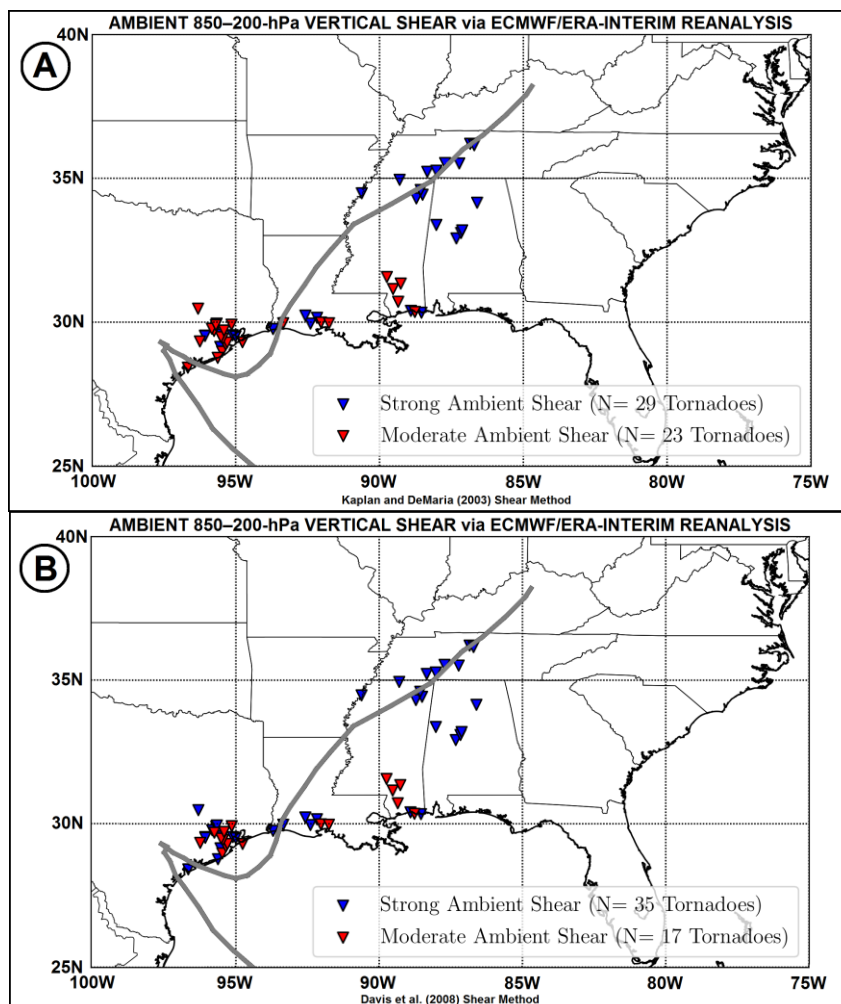 AMBIENT 850–200-hPa VERTICAL SHEAR via ECMWF/ERA-INTERIM REANALYSIS
A
40N
35N
30N
25N
Strong Ambient Shear (N= 29 Tornadoes)
Moderate Ambient Shear (N= 23 Tornadoes)
100W 95W 90W 85W 80W 75W
Kaplan and DeMaria (2003) Shear Method
AMBIENT 850–200-hPa VERTICAL SHEAR via ECMWF/ERA-INTERIM REANALYSIS
B
40N
35N
30N
25N
Strong Ambient Shear (N= 35 Tornadoes)
Moderate Ambient Shear (N= 17 Tornadoes)
100W 95W 90W 85W 80W 75W
Davis et al. (2008) Shear Method